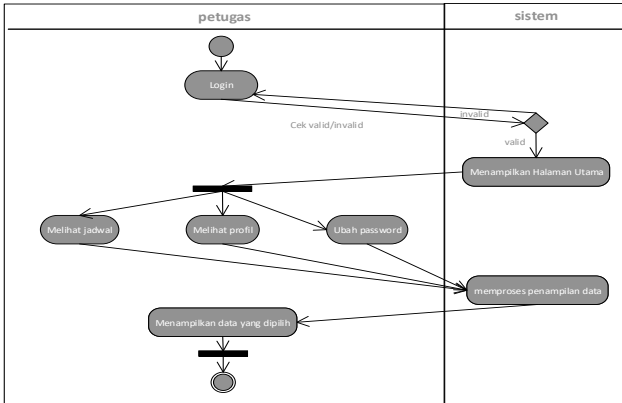 petugas
sistem
Login
Cek valid/invalid
invalid
valid
Menampilkan Halaman Utama
Melihat jadwal
Melihat profil
Ubah password
memproses penampilan data
Menampilkan data yang dipilih